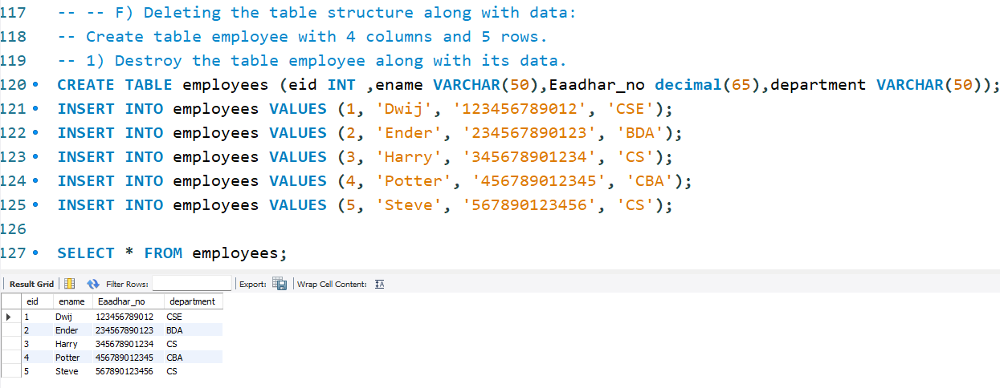 117 -- -- F) Deleting the table structure along with data:
118 -- Create table employee with 4 columns and 5 rows.
119 -- 1) Destroy the table employee along with its data.
120 • CREATE TABLE employees (eid INT ,ename VARCHAR(50),Eaadhar_no decimal(65),department VARCHAR(50));
121 • INSERT INTO employees VALUES (1, 'Dwij', '123456789012', 'CSE');
122 • INSERT INTO employees VALUES (2, 'Ender', '234567890123', 'BDA');
123 • INSERT INTO employees VALUES (3, 'Harry', '345678901234', 'CS');
124 • INSERT INTO employees VALUES (4, 'Potter', '456789012345', 'CBA');
125 • INSERT INTO employees VALUES (5, 'Steve', '567890123456', 'CS');
126
127 • SELECT * FROM employees;
Result Grid Filter Rows: Export: Wrap Cell Content:
eid ename Eaadhar_no department
1 Dwij 123456789012 CSE
2 Ender 234567890123 BDA
3 Harry 345678901234 CS
4 Potter 456789012345 CBA
5 Steve 567890123456 CS